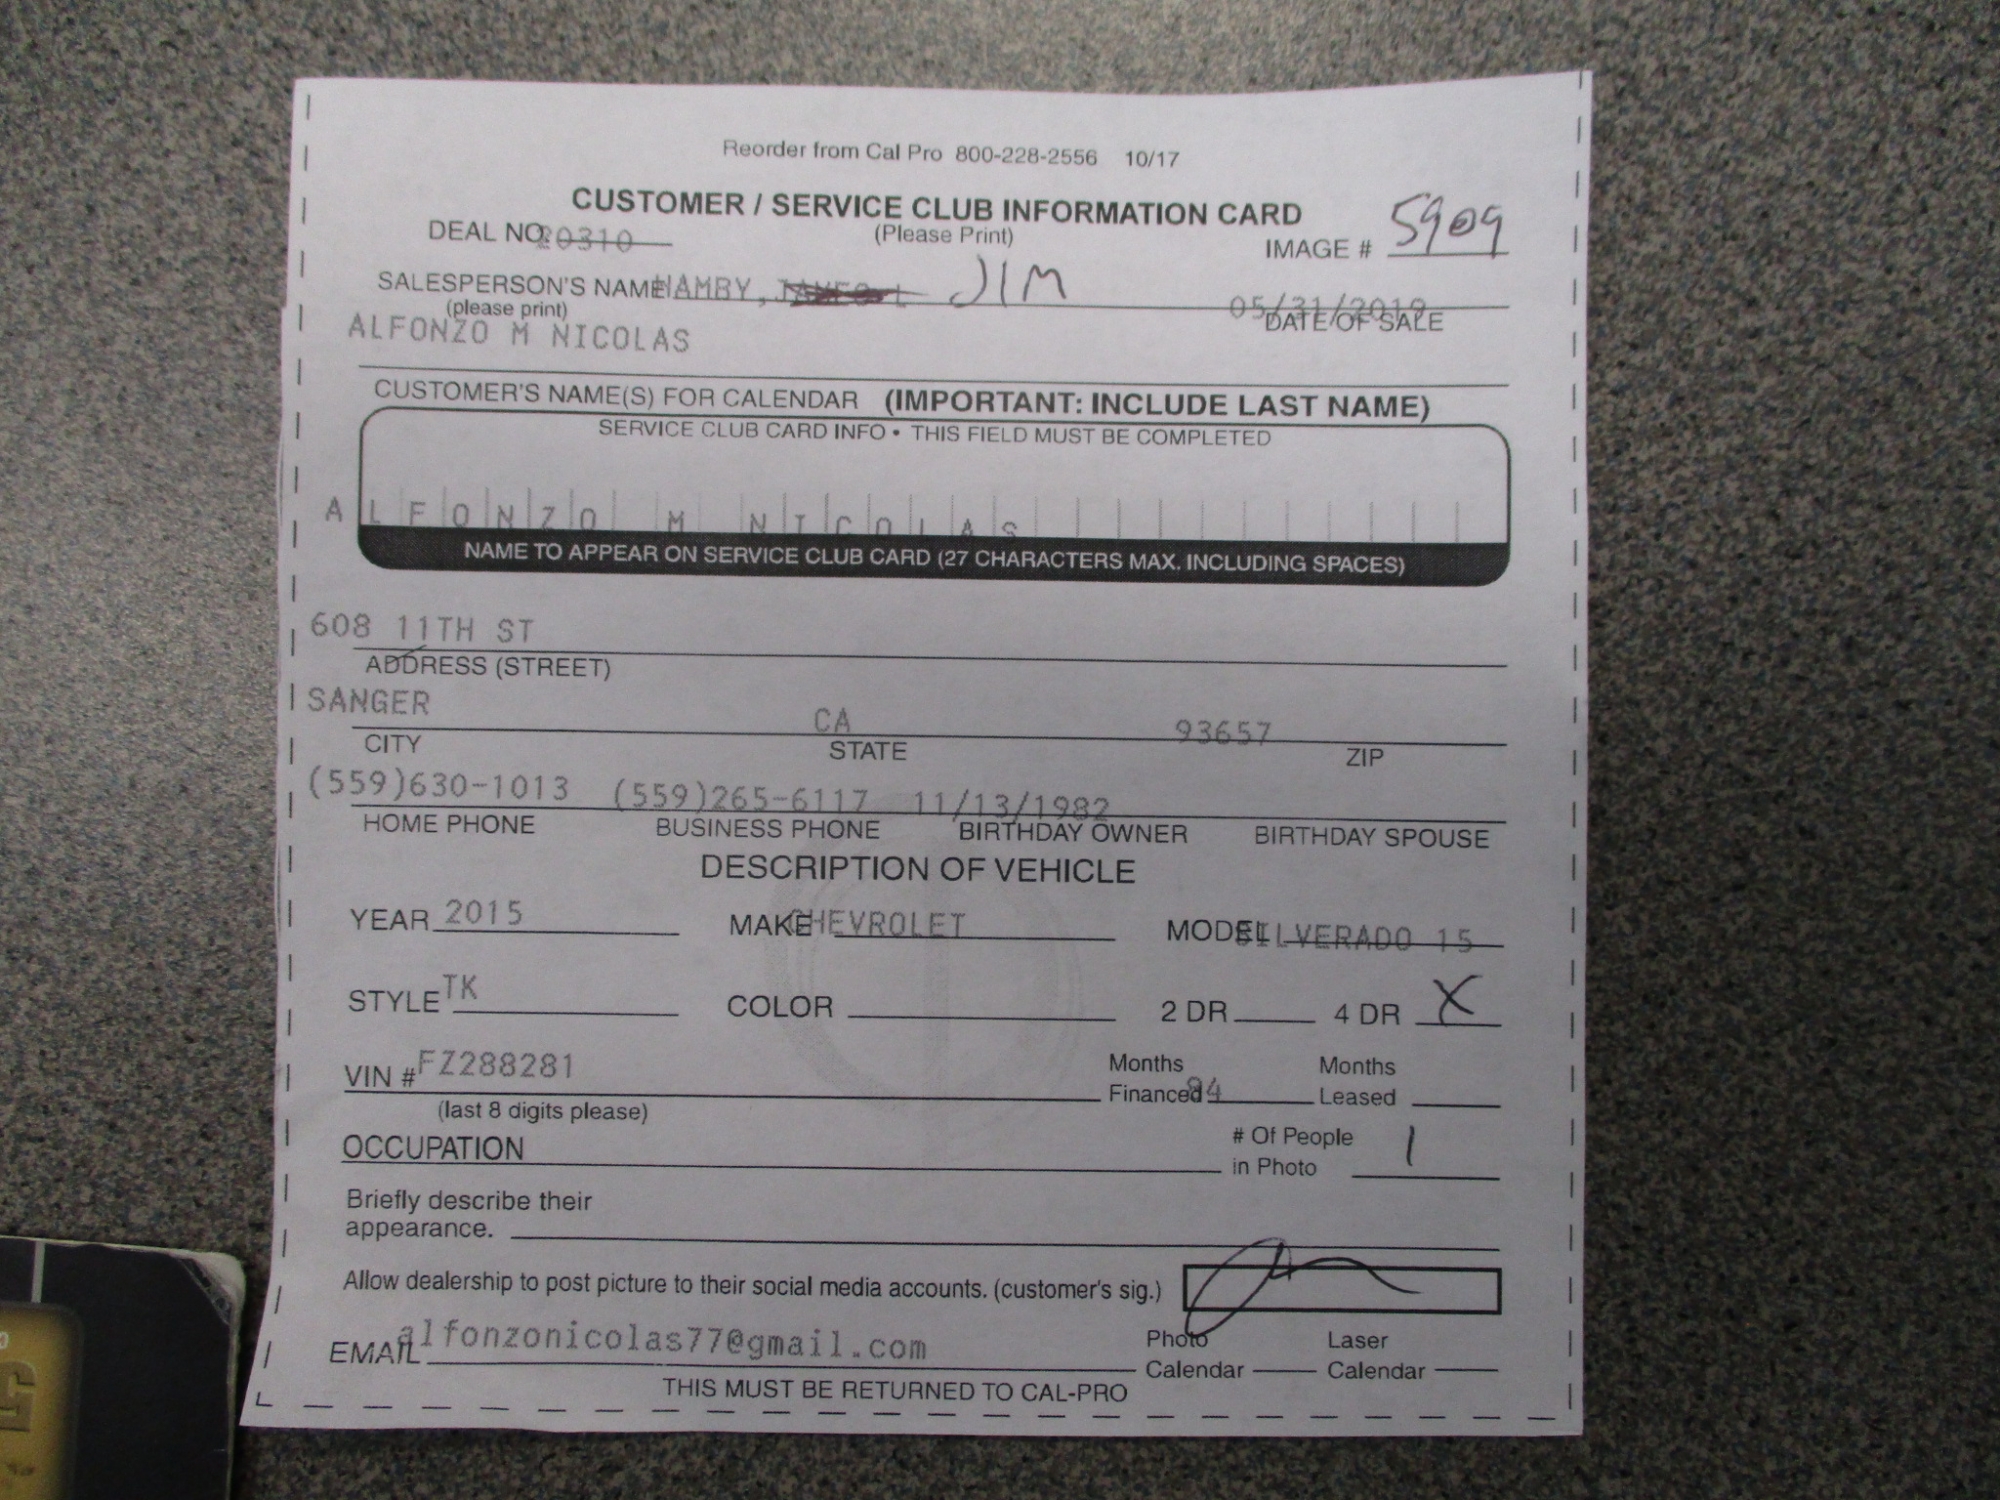 Reorder from Cal Pro 800-228-2556 10/17
CUSTOMER / SERVICE CLUB INFORMATION CARD
DEAL NO. 20310 (Please Print) IMAGE # 5909
SALESPERSON'S NAME HAMBY, JIM 05/31/2019
(please print) DATE OF SALE
ALFONZO M NICOLAS
CUSTOMER'S NAME(S) FOR CALENDAR (IMPORTANT: INCLUDE LAST NAME)
SERVICE CLUB CARD INFO • THIS FIELD MUST BE COMPLETED
ALFONZO M NICOLAS
NAME TO APPEAR ON SERVICE CLUB CARD (27 CHARACTERS MAX. INCLUDING SPACES)
608 11TH ST
ADDRESS (STREET)
SANGER CA 93657
CITY STATE ZIP
(559)630-1013 (559)265-6117 11/13/1982
HOME PHONE BUSINESS PHONE BIRTHDAY OWNER BIRTHDAY SPOUSE
DESCRIPTION OF VEHICLE
YEAR 2015 MAKE CHEVROLET MODEL SILVERADO 15
STYLE TK COLOR 2 DR 4 DR X
VIN # FZ288281 Months Financed 84 Months Leased
(last 8 digits please)
OCCUPATION # Of People in Photo 1
Briefly describe their
appearance.
Allow dealership to post picture to their social media accounts. (customer's sig.)
EMAIL alfonzonicolas77@gmail.com Photo Calendar Laser Calendar
THIS MUST BE RETURNED TO CAL-PRO